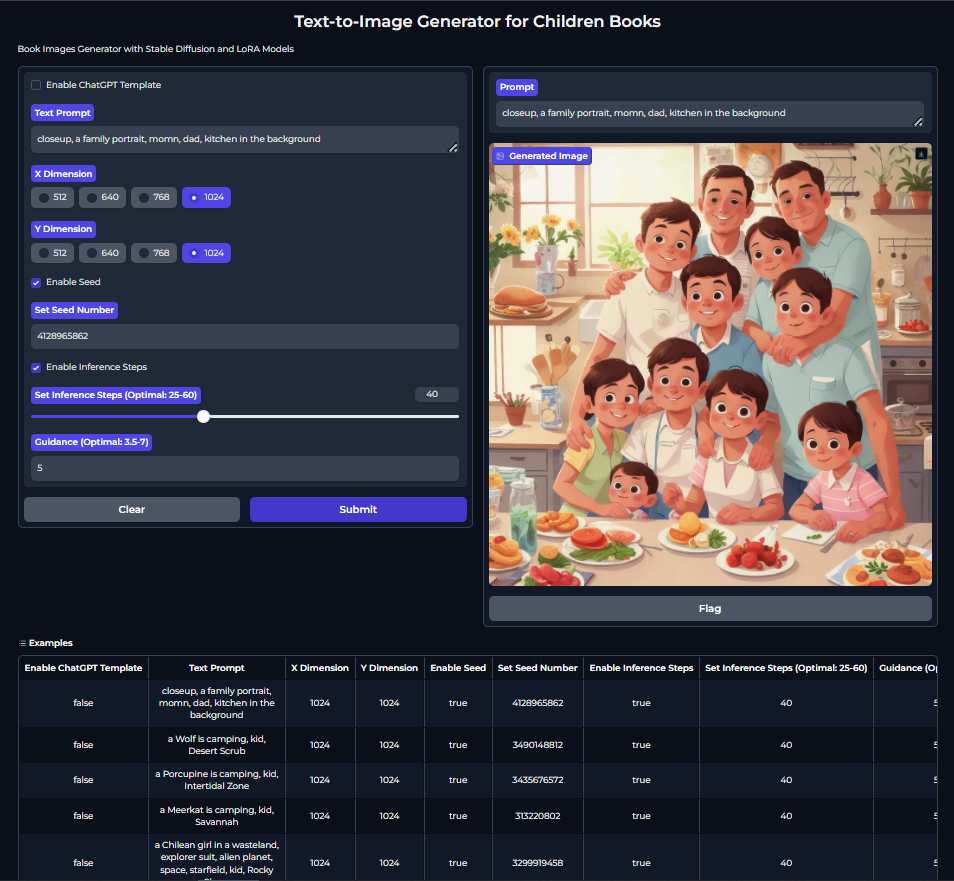 Text-to-Image Generator for Children Books
Book Images Generator with Stable Diffusion and LoRA Models
Enable ChatGPT Template
Text Prompt
closeup, a family portrait, momn, dad, kitchen in the background
X Dimension
512 640 768 1024
Y Dimension
512 640 768 1024
Enable Seed
Set Seed Number
4128965862
Enable Inference Steps
Set Inference Steps (Optimal: 25-60) 40
Guidance (Optimal: 3.5-7)
5
Clear Submit
Prompt
closeup, a family portrait, momn, dad, kitchen in the background
Generated Image
Flag
Examples
Enable ChatGPT Template Text Prompt X Dimension Y Dimension Enable Seed Set Seed Number Enable Inference Steps Set Inference Steps (Optimal: 25-60) Guidance
false closeup, a family portrait, momn, dad, kitchen in the background 1024 1024 true 4128965862 true 40 5
false a Wolf is camping, kid, Desert Scrub 1024 1024 true 3490148812 true 40 5
false a Porcupine is camping, kid, Intertidal Zone 1024 1024 true 3435676572 true 40 5
false a Meerkat is camping, kid, Savannah 1024 1024 true 313220802 true 40 5
false a Chilean girl in a wasteland, explorer suit, alien planet, space, starfield, kid, Rocky 1024 1024 true 3299919458 true 40 5